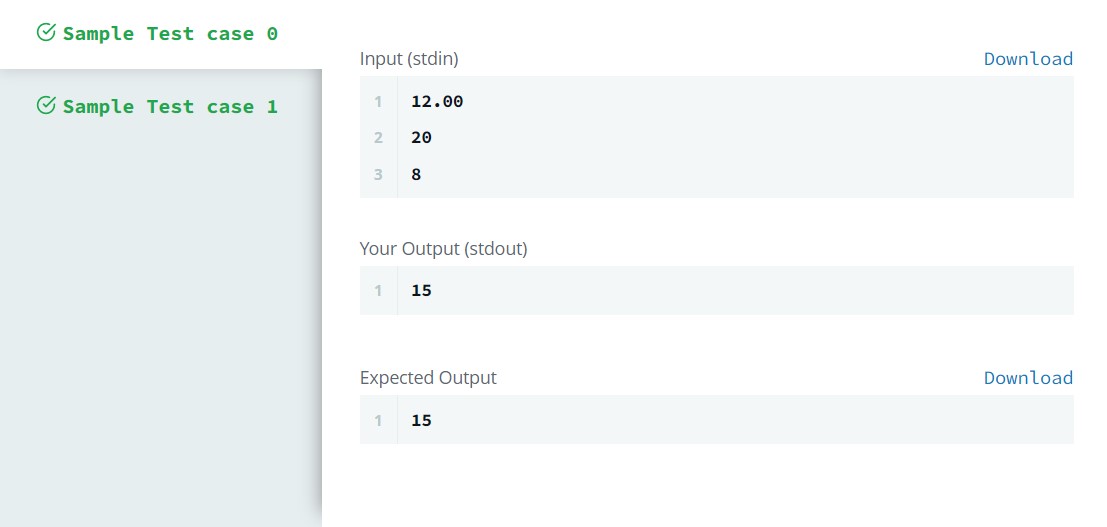 Sample Test case 0
Sample Test case 1
Input (stdin)
Download
1 12.00
2 20
3 8
Your Output (stdout)
1 15
Expected Output
Download
1 15